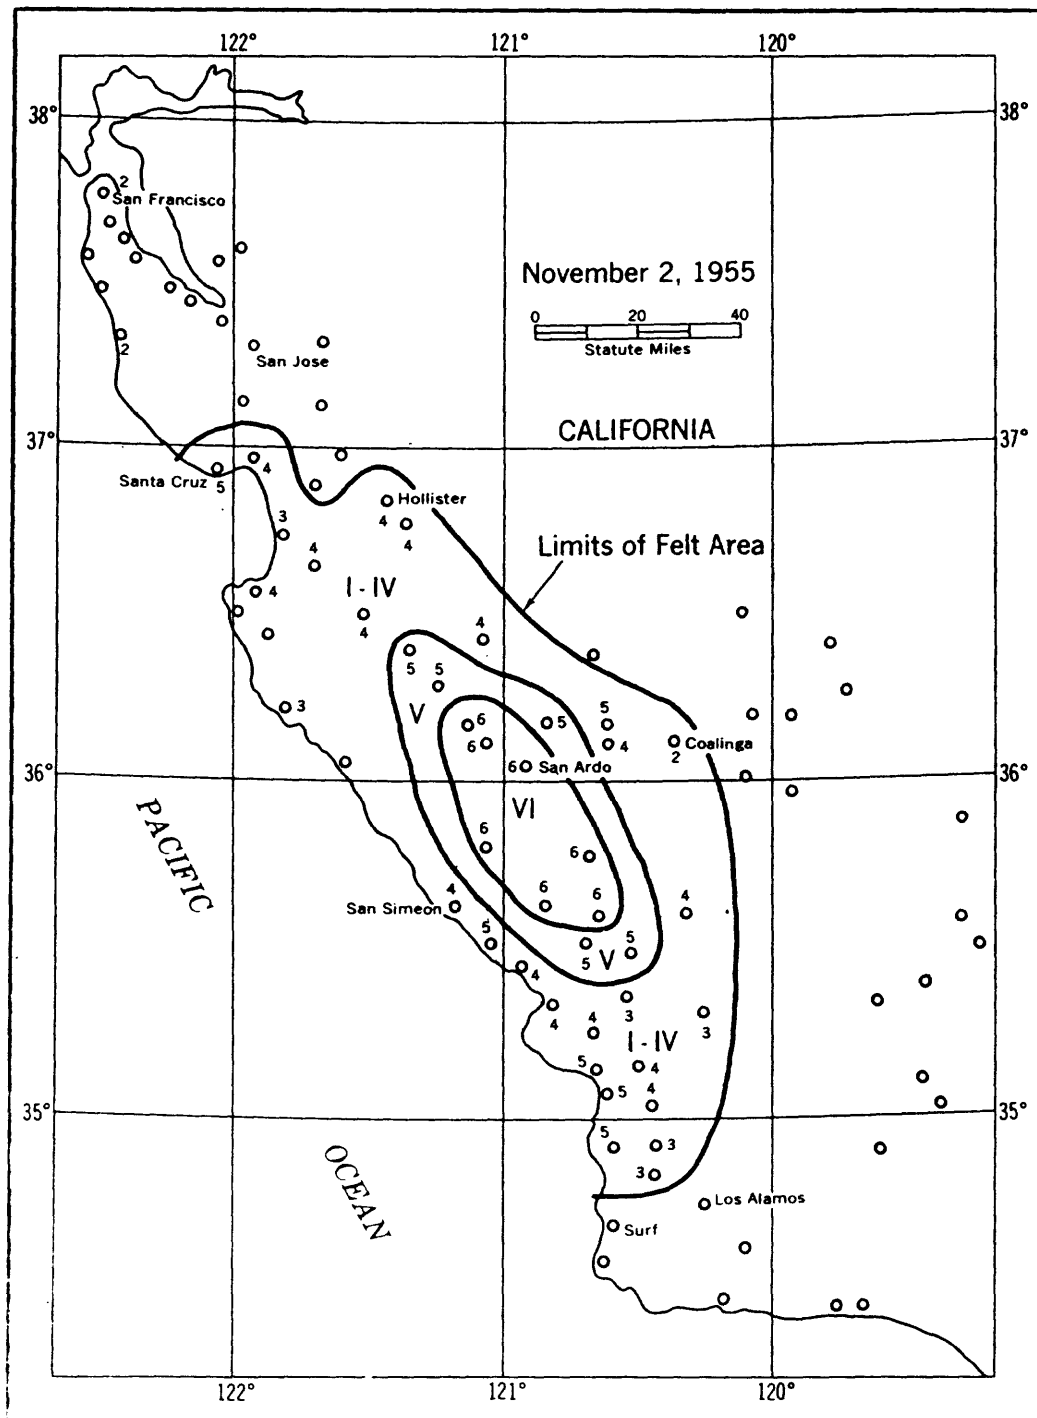 122° 121° 120°
38° 38°
2
San Francisco
November 2, 1955
0 20 40
Statute Miles
2
San Jose
CALIFORNIA
37° 37°
4
Santa Cruz 5
Hollister
3 4
4 4
Limits of Felt Area
4 I-IV
4 4
5 5
3 V 6 5 5
6 4 Coalinga
2
6 San Ardo
36° 36°
VI
PACIFIC
6
6
4 6 6 4
San Simeon
5 5
5 V
4
4 4 3 3
I-IV
5 4
5 4
35° 35°
5 3
3
OCEAN
Los Alamos
Surf
122° 121° 120°